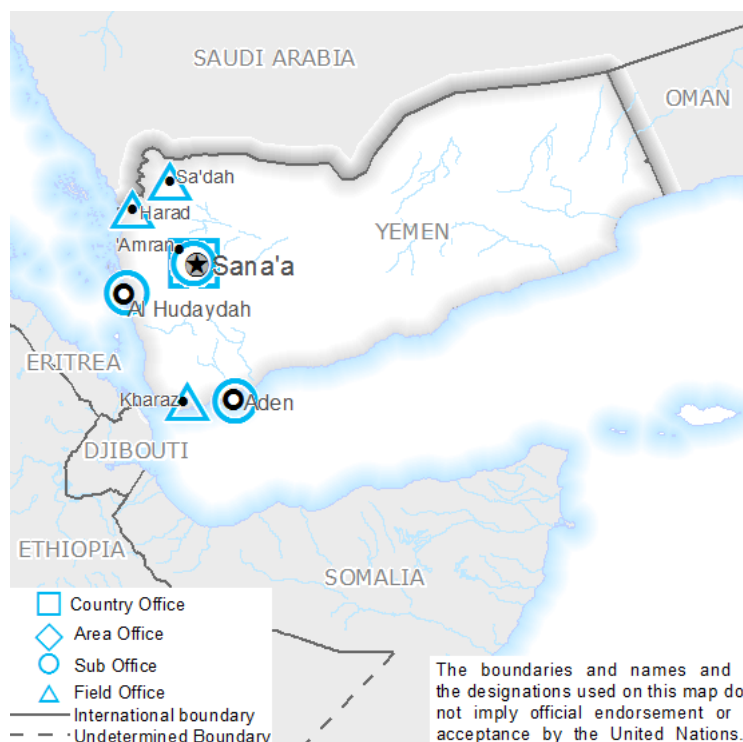 SAUDI ARABIA
OMAN
Sa'dah
Harad
YEMEN
'Amran
Sana'a
Al Hudaydah
ERITREA
Kharaz
Aden
DJIBOUTI
ETHIOPIA
SOMALIA
Country Office
Area Office
Sub Office
Field Office
International boundary
Undetermined Boundary
The boundaries and names and
the designations used on this map do
not imply official endorsement or
acceptance by the United Nations.